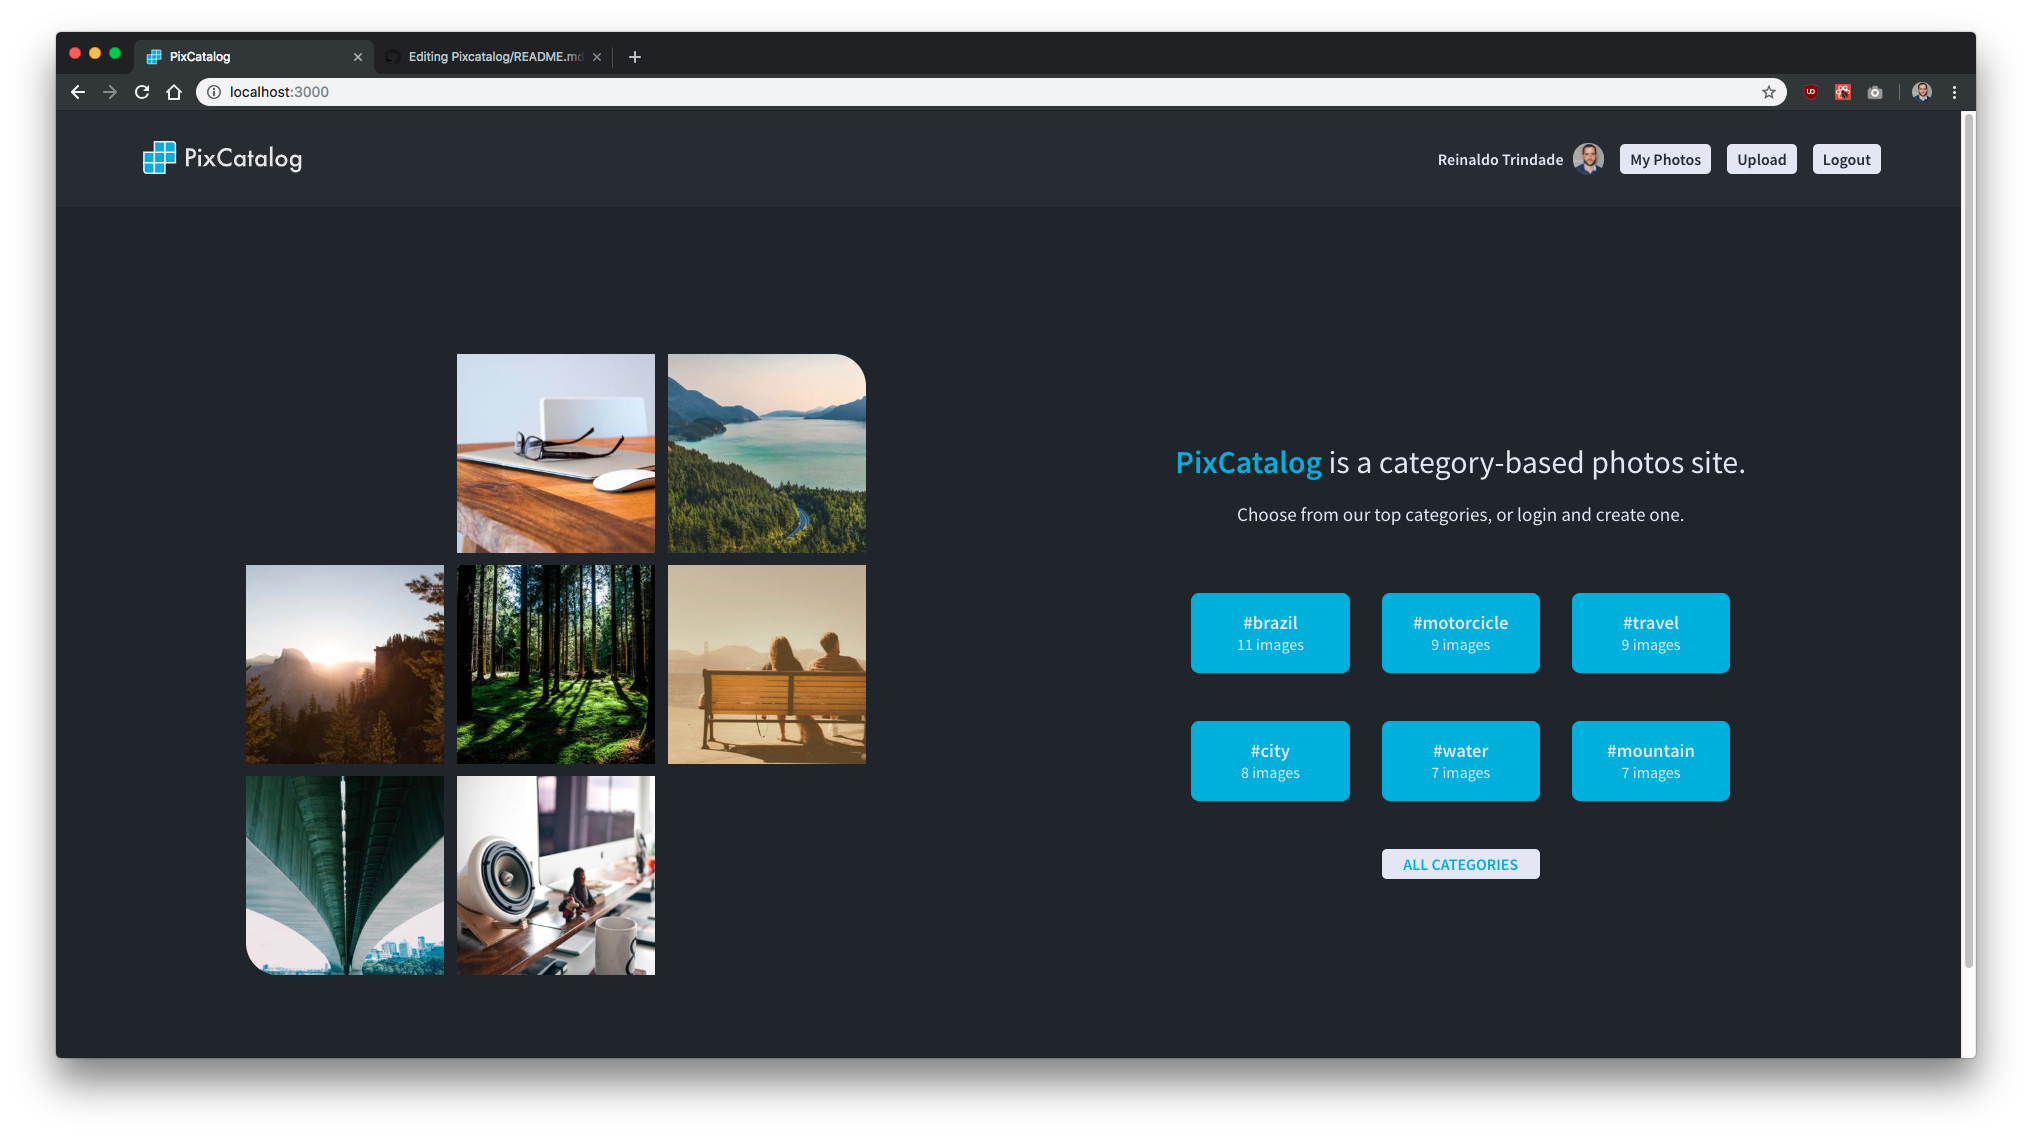 PixCatalog
Editing Pixcatalog/README.md
localhost:3000
PixCatalog
Reinaldo Trindade
My Photos
Upload
Logout
PixCatalog is a category-based photos site.
Choose from our top categories, or login and create one.
#brazil
11 images
#motorcicle
9 images
#travel
9 images
#city
8 images
#water
7 images
#mountain
7 images
ALL CATEGORIES